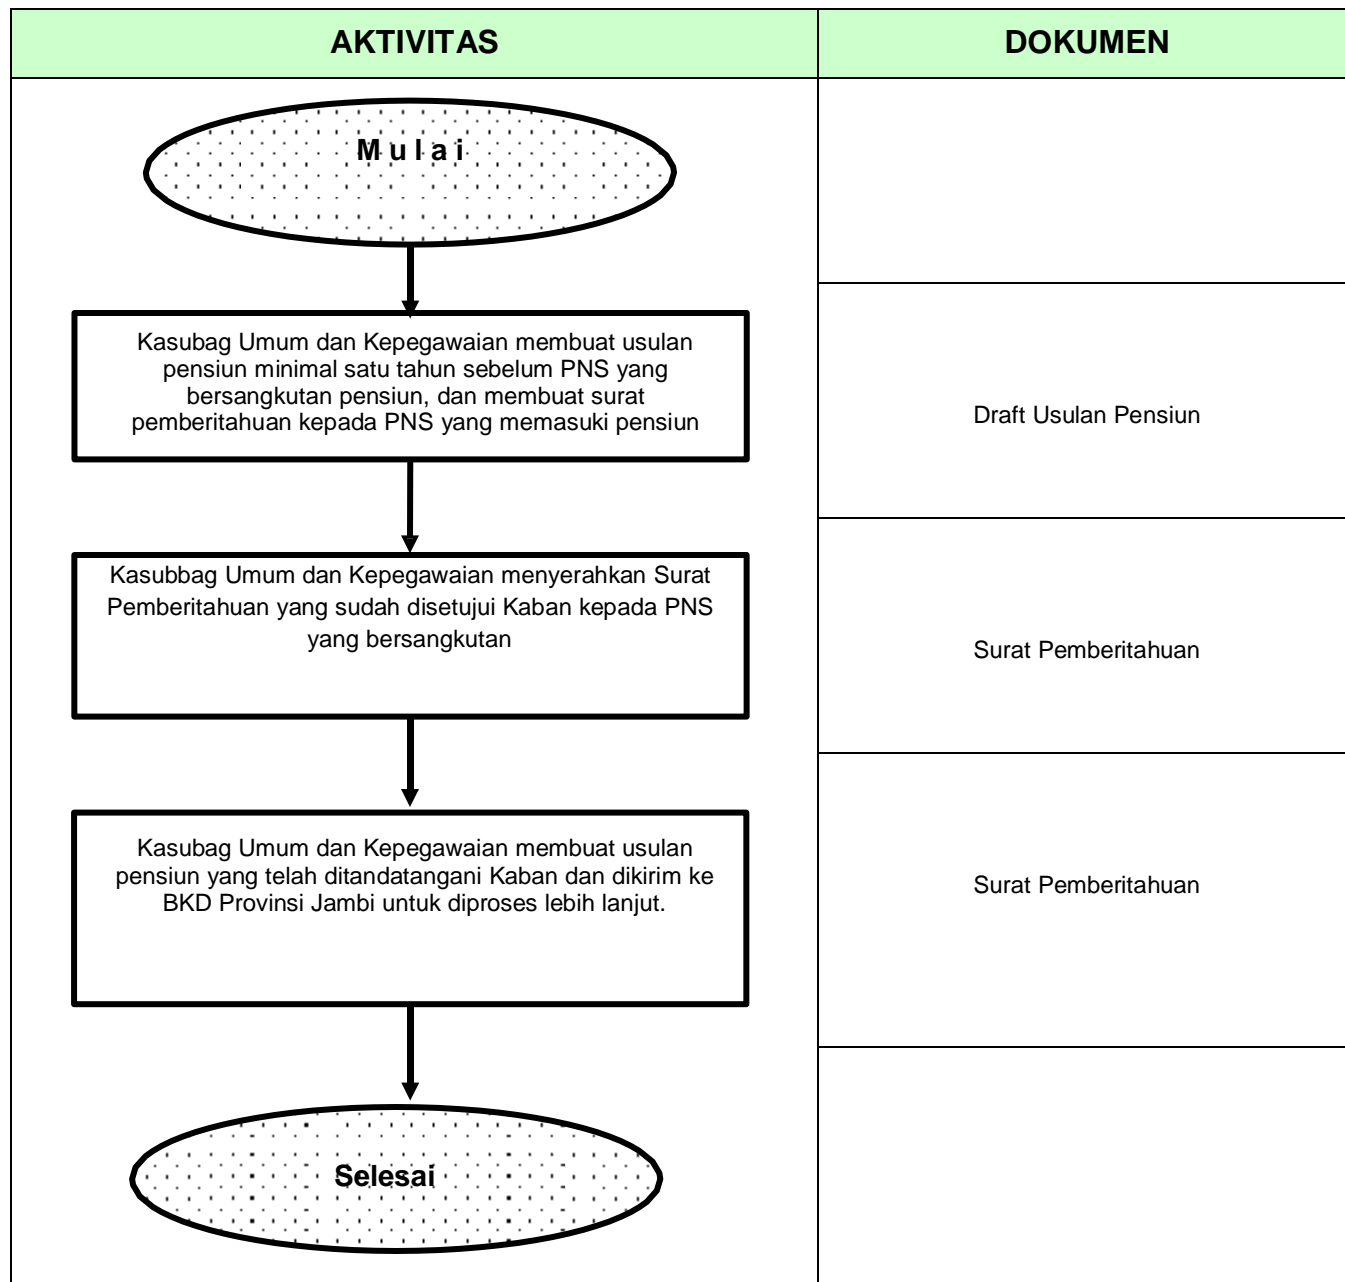 AKTIVITAS
DOKUMEN
M u l a i
Kasubag Umum dan Kepegawaian membuat usulan
pensiun minimal satu tahun sebelum PNS yang
bersangkutan pensiun, dan membuat surat
pemberitahuan kepada PNS yang memasuki pensiun
Draft Usulan Pensiun
Kasubbag Umum dan Kepegawaian menyerahkan Surat
Pemberitahuan yang sudah disetujui Kaban kepada PNS
yang bersangkutan
Surat Pemberitahuan
Kasubag Umum dan Kepegawaian membuat usulan
pensiun yang telah ditandatangani Kaban dan dikirim ke
BKD Provinsi Jambi untuk diproses lebih lanjut.
Surat Pemberitahuan
Selesai